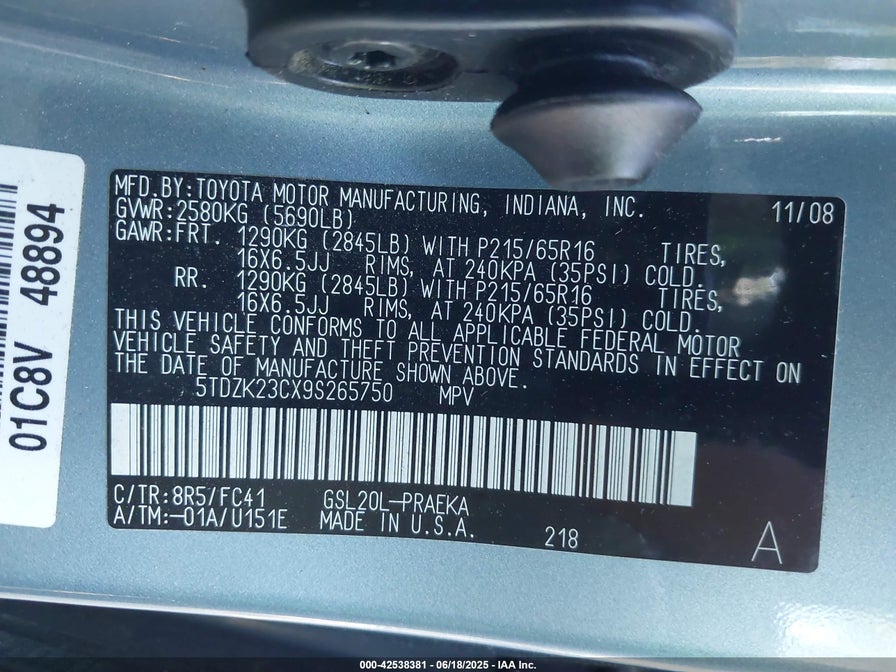 MFD.BY:TOYOTA MOTOR MANUFACTURING, INDIANA, INC. 11/08
GVWR:2580KG (5690LB)
GAWR:FRT. 1290KG (2845LB) WITH P215/65R16 TIRES,
16X6.5JJ RIMS, AT 240KPA (35PSI) COLD.
RR. 1290KG (2845LB) WITH P215/65R16 TIRES,
16X6.5JJ RIMS, AT 240KPA (35PSI) COLD.
THIS VEHICLE CONFORMS TO ALL APPLICABLE FEDERAL MOTOR
VEHICLE SAFETY AND THEFT PREVENTION STANDARDS IN EFFECT ON
THE DATE OF MANUFACTURE SHOWN ABOVE.
5TDZK23CX9S265750 MPV
C/TR:8R5/FC41 GSL20L-PRAEKA
A/TM:-01A/U151E MADE IN U.S.A. 218 A
01C8V 48894
000-42538381 - 06/18/2025 - IAA Inc.